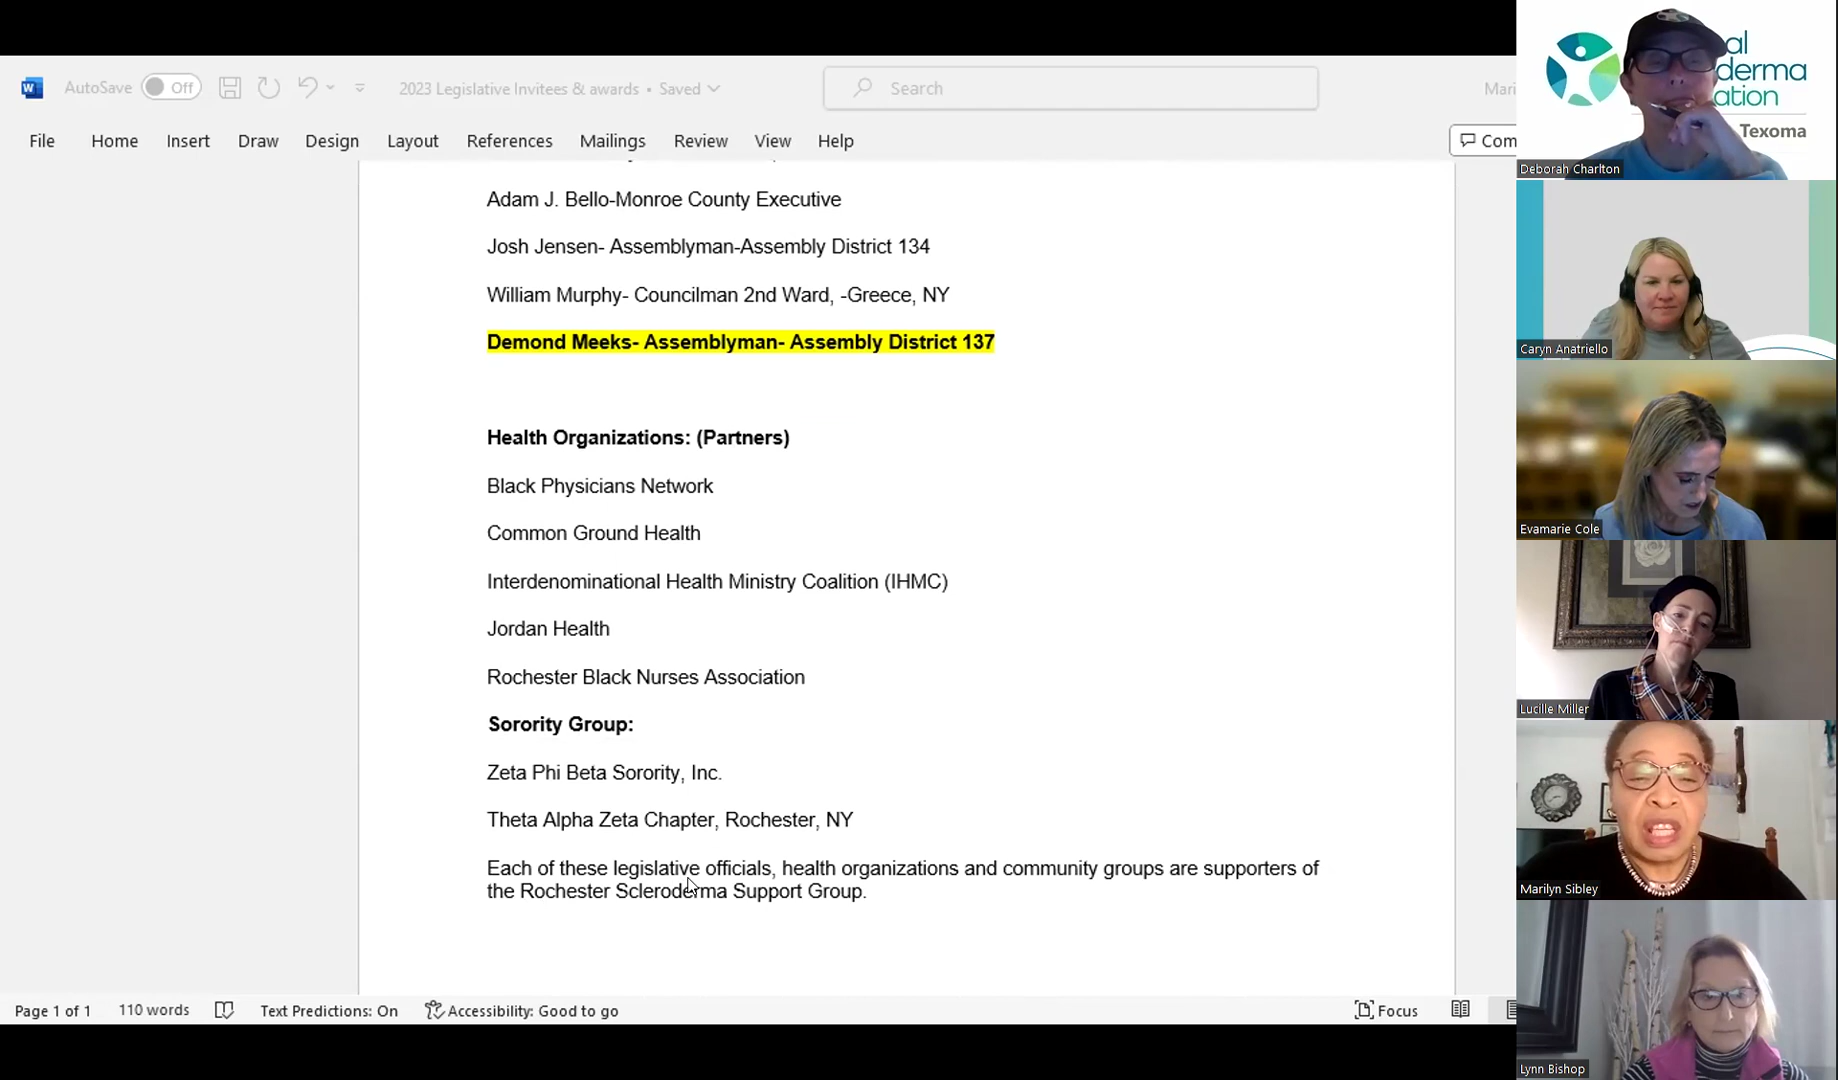 AutoSave Off 2023 Legislative Invitees & awards • Saved Search Mari
File Home Insert Draw Design Layout References Mailings Review View Help Com
Adam J. Bello-Monroe County Executive
Josh Jensen- Assemblyman-Assembly District 134
William Murphy- Councilman 2nd Ward, -Greece, NY
Demond Meeks- Assemblyman- Assembly District 137
Health Organizations: (Partners)
Black Physicians Network
Common Ground Health
Interdenominational Health Ministry Coalition (IHMC)
Jordan Health
Rochester Black Nurses Association
Sorority Group:
Zeta Phi Beta Sorority, Inc.
Theta Alpha Zeta Chapter, Rochester, NY
Each of these legislative officials, health organizations and community groups are supporters of
the Rochester Scleroderma Support Group.
Page 1 of 1 110 words Text Predictions: On Accessibility: Good to go Focus
al
derma
ation
Texoma
Deborah Charlton
Caryn Anatriello
Evamarie Cole
Lucille Miller
Marilyn Sibley
Lynn Bishop